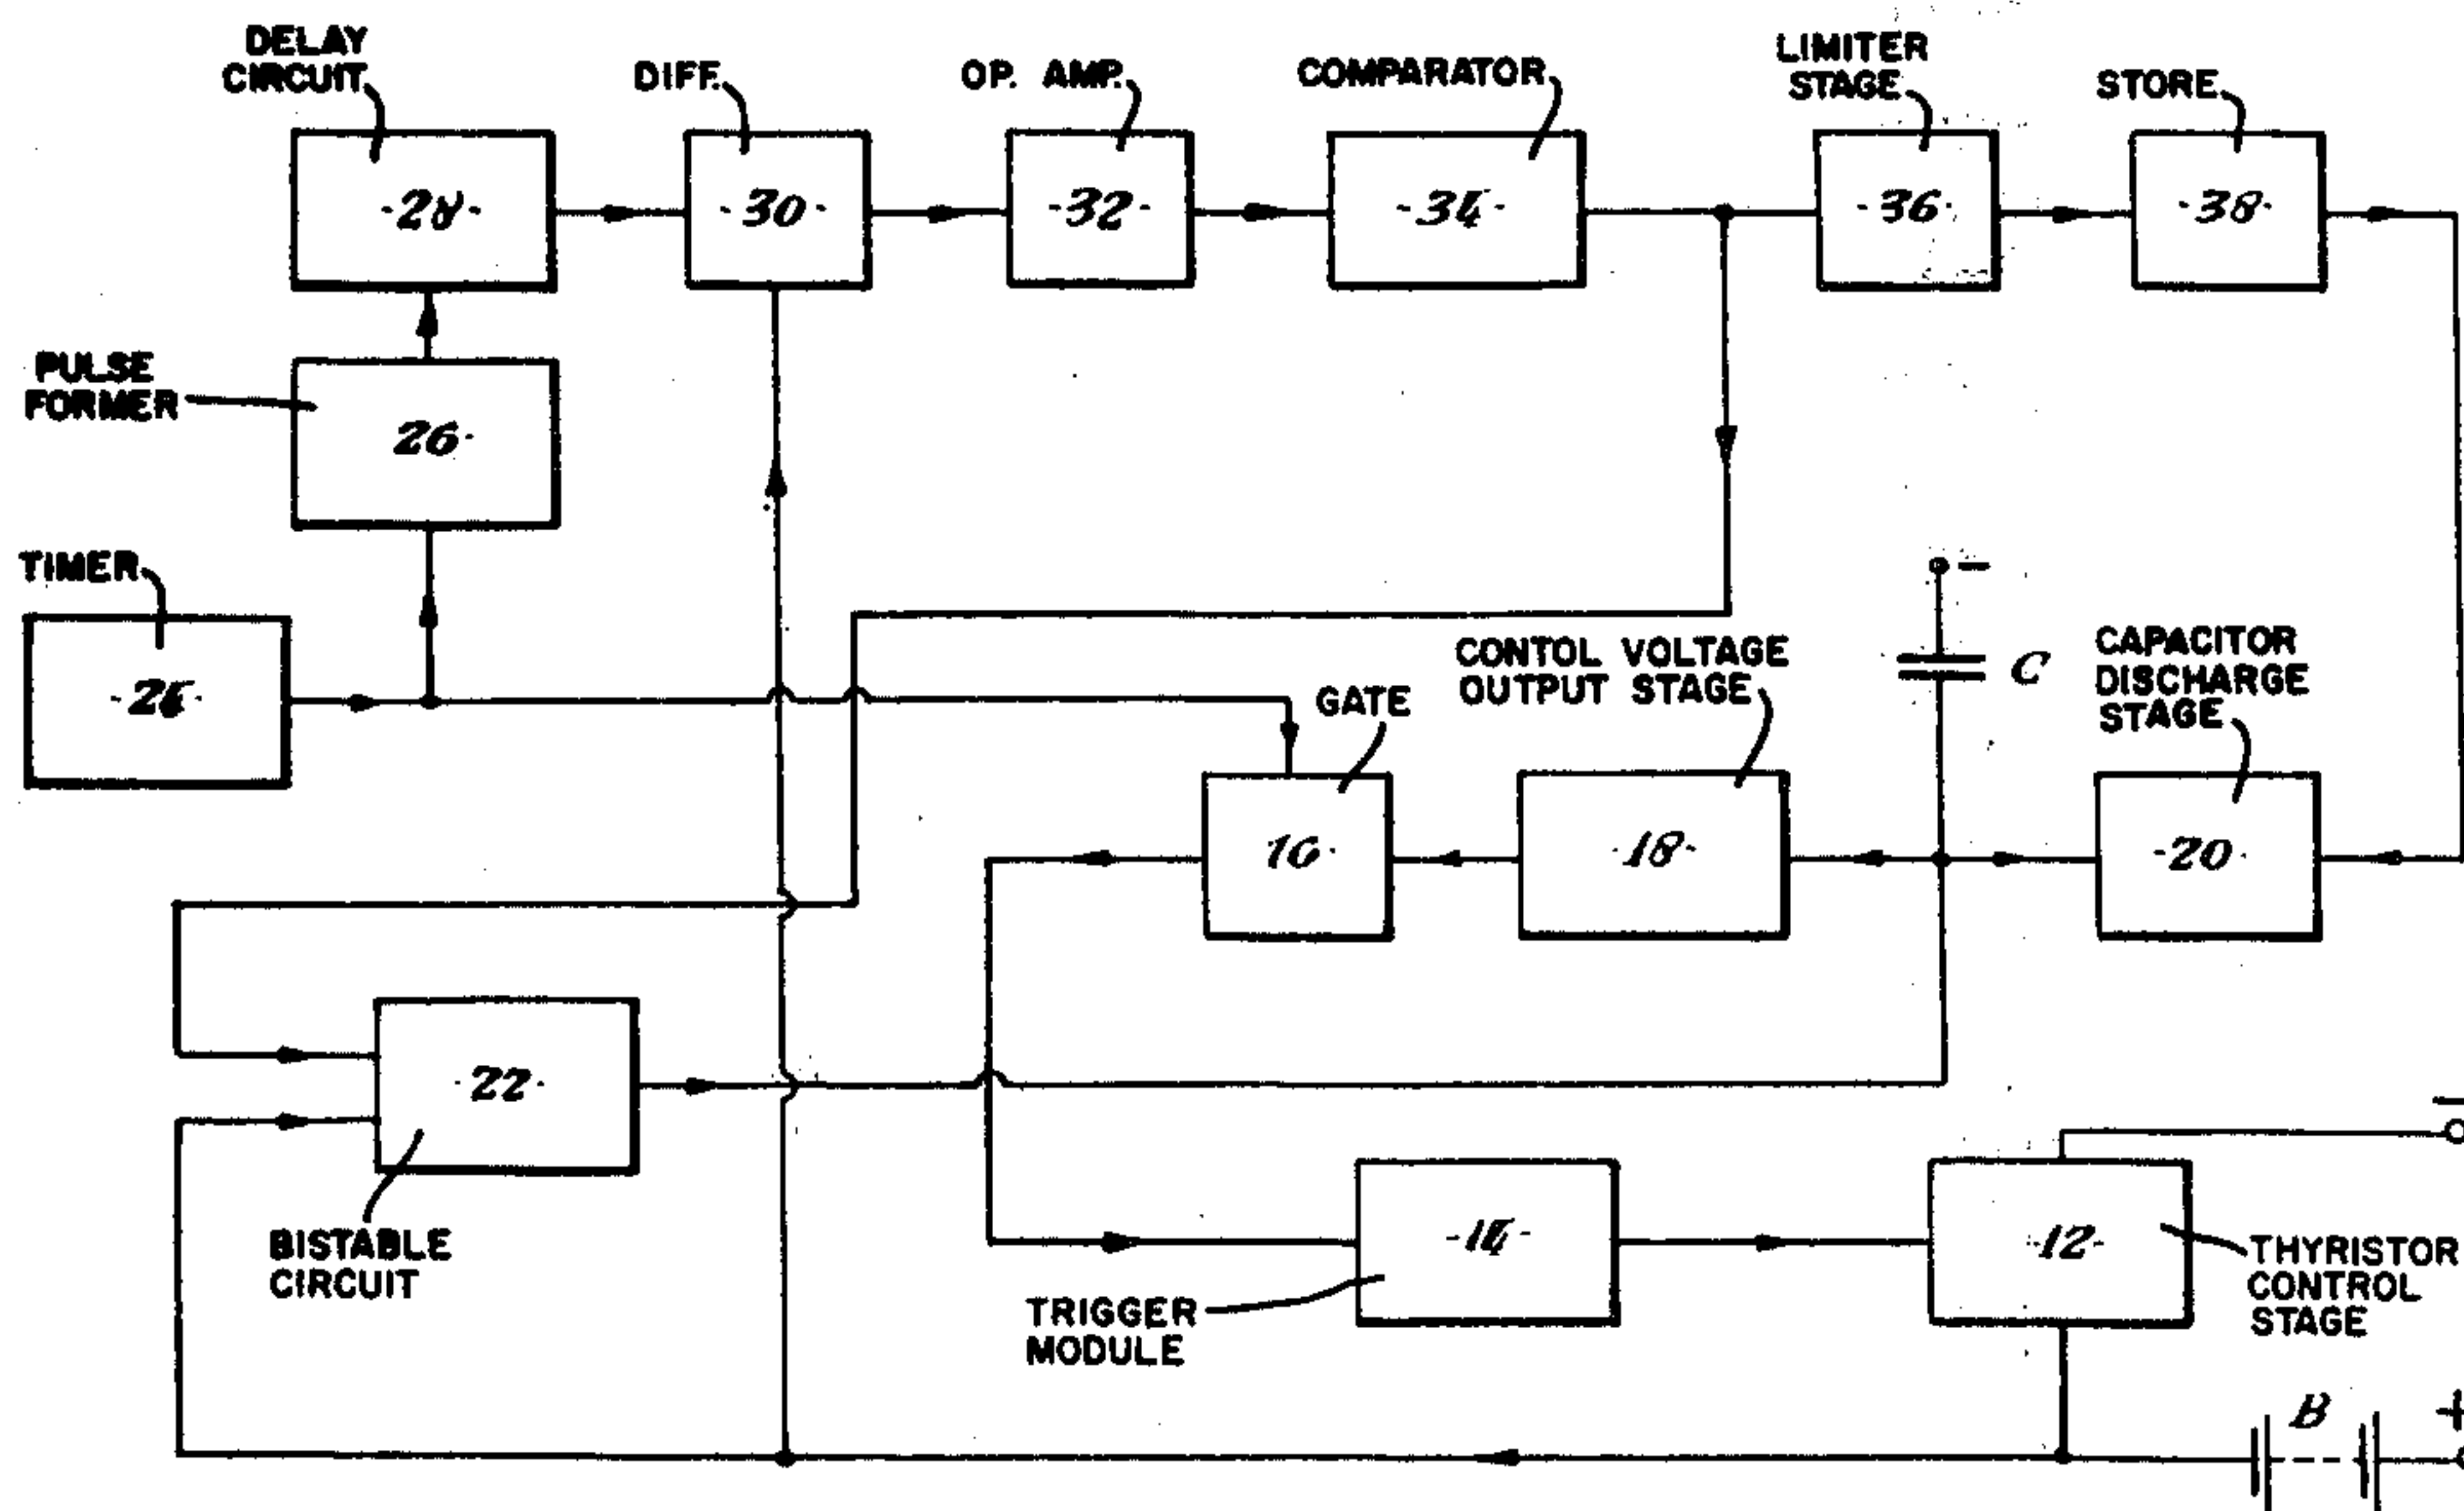 DELAY
CIRCUIT
DIFF.
OP. AMP.
COMPARATOR
LIMITER
STAGE
STORE
-28-
-30-
-32-
-34-
-36-
-38-
PULSE
FORMER
26-
TIMER
-24-
GATE
CONTOL VOLTAGE
OUTPUT STAGE
C
CAPACITOR
DISCHARGE
STAGE
16-
-18-
-20-
-22-
BISTABLE
CIRCUIT
-14-
TRIGGER
MODULE
-12-
THYRISTOR
CONTROL
STAGE
B
+